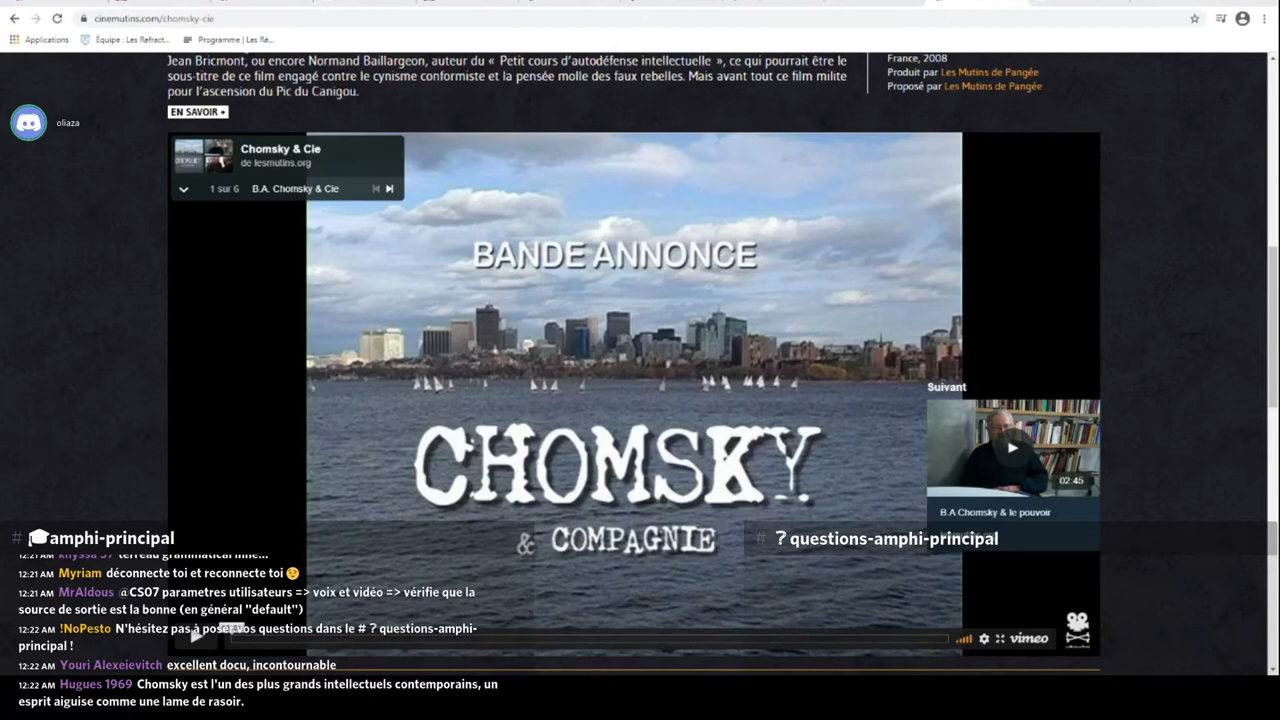 cinemutins.com/chomsky-cie
Applications
Équipe : Les Refract...
Programme | Les Ré...
Jean Bricmont, ou encore Normand Baillargeon, auteur du « Petit cours d'autodéfense intellectuelle », ce qui pourrait être le
sous-titre de ce film engagé contre le cynisme conformiste et la pensée molle des faux rebelles. Mais avant tout ce film milite
pour l'ascension du Pic du Canigou.
EN SAVOIR +
France, 2008
Produit par Les Mutins de Pangée
Proposé par Les Mutins de Pangée
oliaza
Chomsky & Cie
de lesmutins.org
1 sur 6 B.A. Chomsky & Cie
BANDE ANNONCE
CHOMSKY
& COMPAGNIE
Suivant
02:45
B.A Chomsky & le pouvoir
vimeo
# 🎓amphi-principal
# ?questions-amphi-principal
12:21 AM terreau grammatical inné...
12:21 AM Myriam déconnecte toi et reconnecte toi 😉
12:21 AM MrAldous @CS07 parametres utilisateurs => voix et vidéo => vérifie que la
source de sortie est la bonne (en général "default")
12:22 AM !NoPesto N'hésitez pas à poser vos questions dans le # ?questions-amphi-
principal !
12:22 AM Youri Alexeievitch excellent docu, incontournable
12:22 AM Hugues 1969 Chomsky est l'un des plus grands intellectuels contemporains, un
esprit aiguise comme une lame de rasoir.